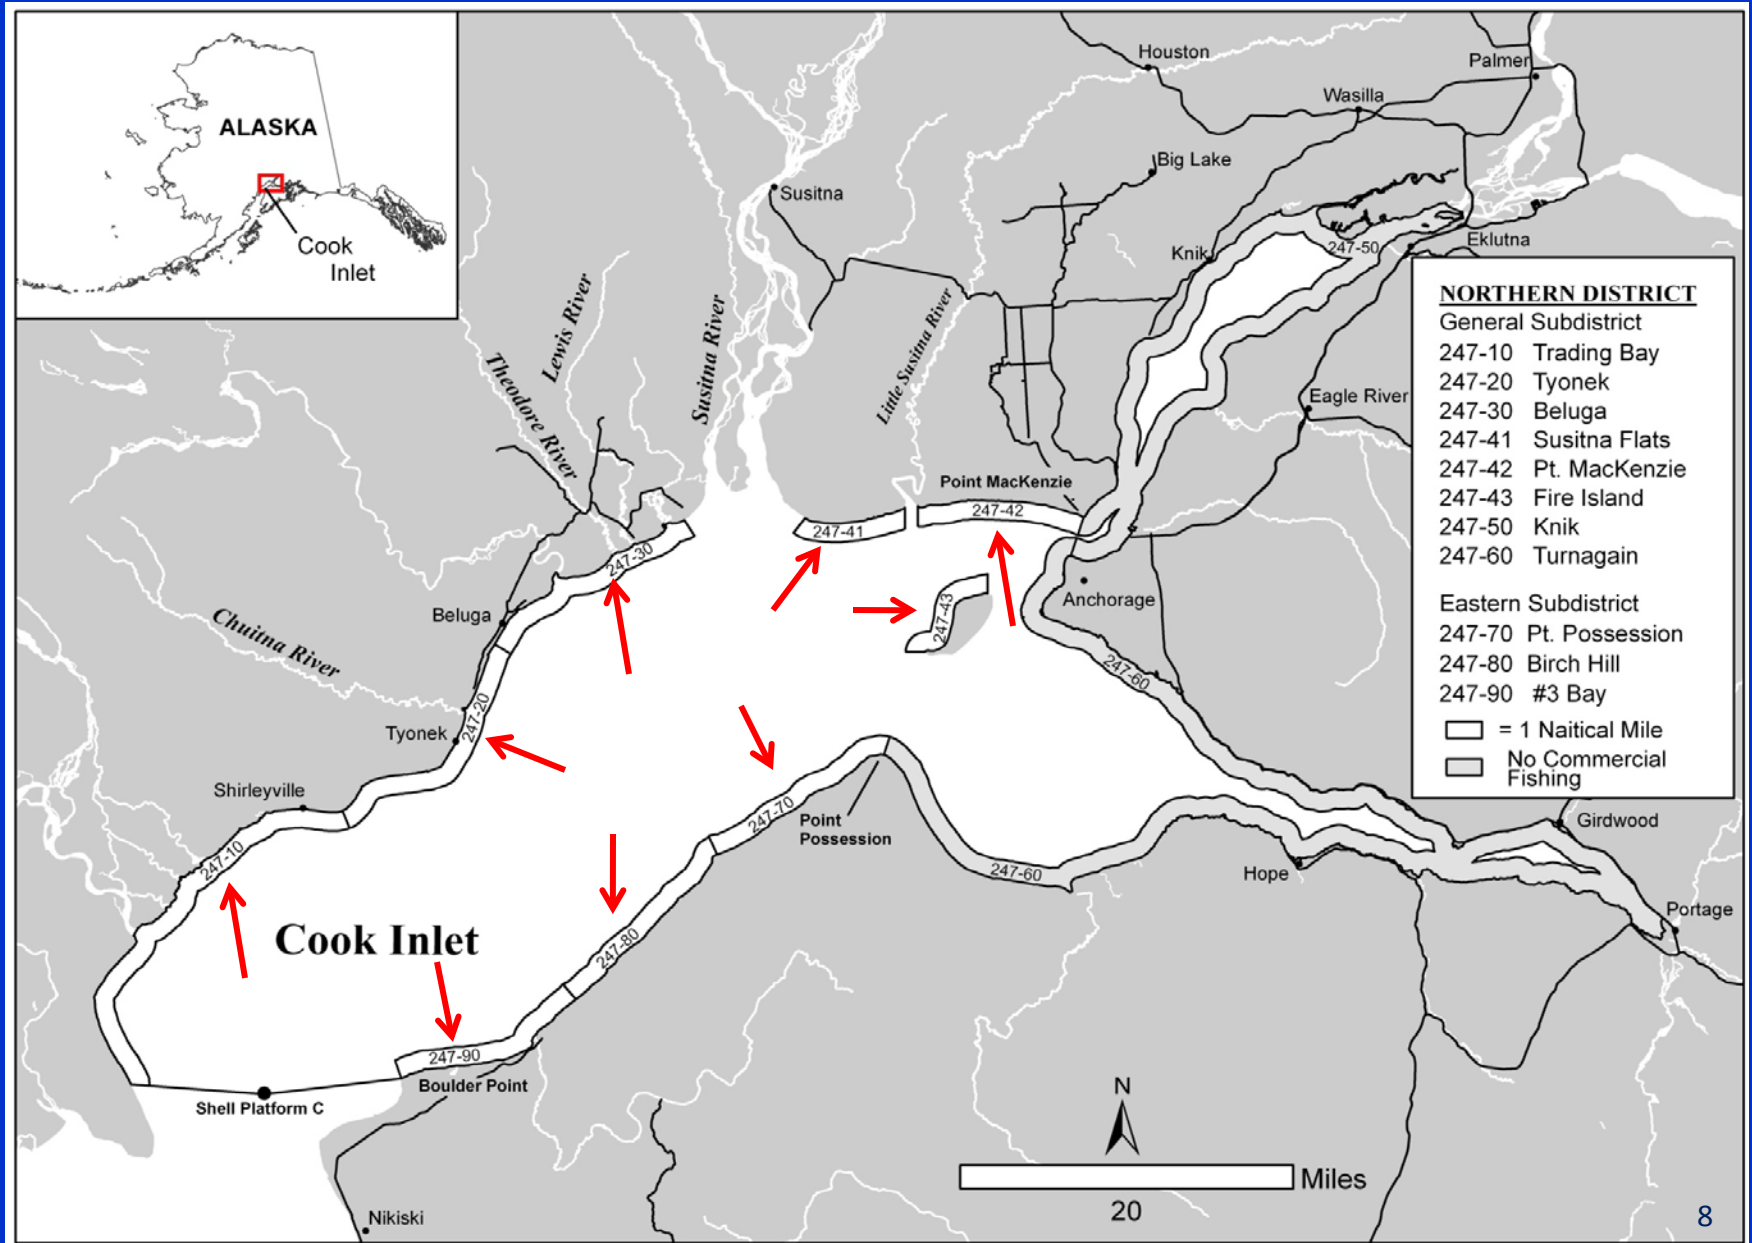 ALASKA
Cook
Inlet
Houston
Palmer
Wasilla
Big Lake
Susitna
Knik
247-50
Eklutna
Lewis River
Theodore River
Susitna River
Little Susitna River
Eagle River
Point MacKenzie
247-41
247-42
247-30
247-43
Anchorage
Beluga
Chuitna River
247-20
Tyonek
247-60
Shirleyville
247-10
247-70
Point
Possession
247-60
Girdwood
Hope
Portage
Cook Inlet
247-80
247-90
Boulder Point
Shell Platform C
Nikiski
NORTHERN DISTRICT
General Subdistrict
247-10 Trading Bay
247-20 Tyonek
247-30 Beluga
247-41 Susitna Flats
247-42 Pt. MacKenzie
247-43 Fire Island
247-50 Knik
247-60 Turnagain
Eastern Subdistrict
247-70 Pt. Possession
247-80 Birch Hill
247-90 #3 Bay
= 1 Naitical Mile
No Commercial
Fishing
N
Miles
20
8